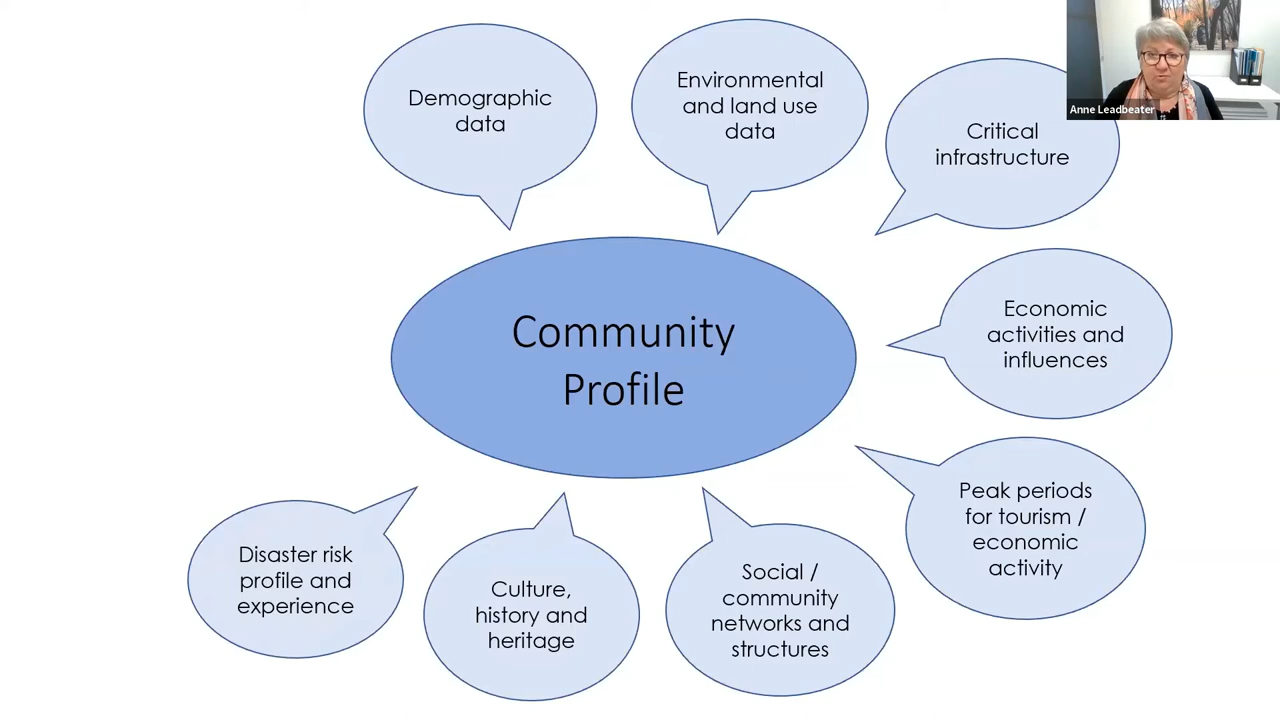 Demographic
data
Environmental
and land use
data
Critical
infrastructure
Anne Leadbeater
Economic
activities and
influences
Community
Profile
Peak periods
for tourism /
economic
activity
Social /
community
networks and
structures
Culture,
history and
heritage
Disaster risk
profile and
experience